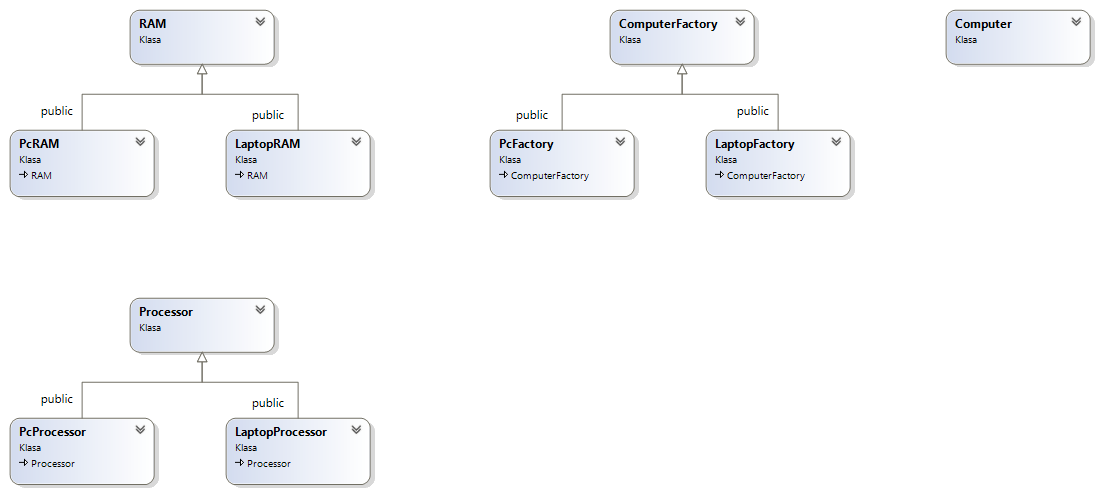 RAM
Klasa
ComputerFactory
Klasa
Computer
Klasa
public
public
public
public
PcRAM
Klasa
RAM
LaptopRAM
Klasa
RAM
PcFactory
Klasa
ComputerFactory
LaptopFactory
Klasa
ComputerFactory
Processor
Klasa
public
public
PcProcessor
Klasa
Processor
LaptopProcessor
Klasa
Processor